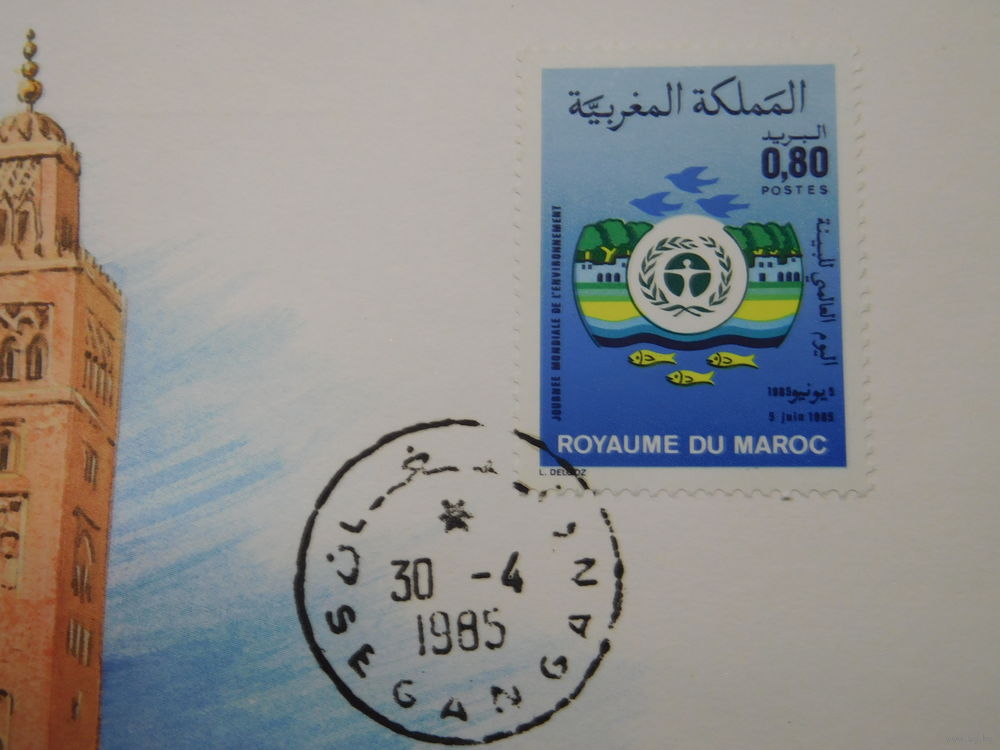 المملكة المغربية
البريد
0,80
POSTES
JOURNEE MONDIALE DE L'ENVIRONNEMENT
اليوم العالمي للبيئة
5 يونيو 1985
5 juin 1985
ROYAUME DU MAROC
30 -4
1985